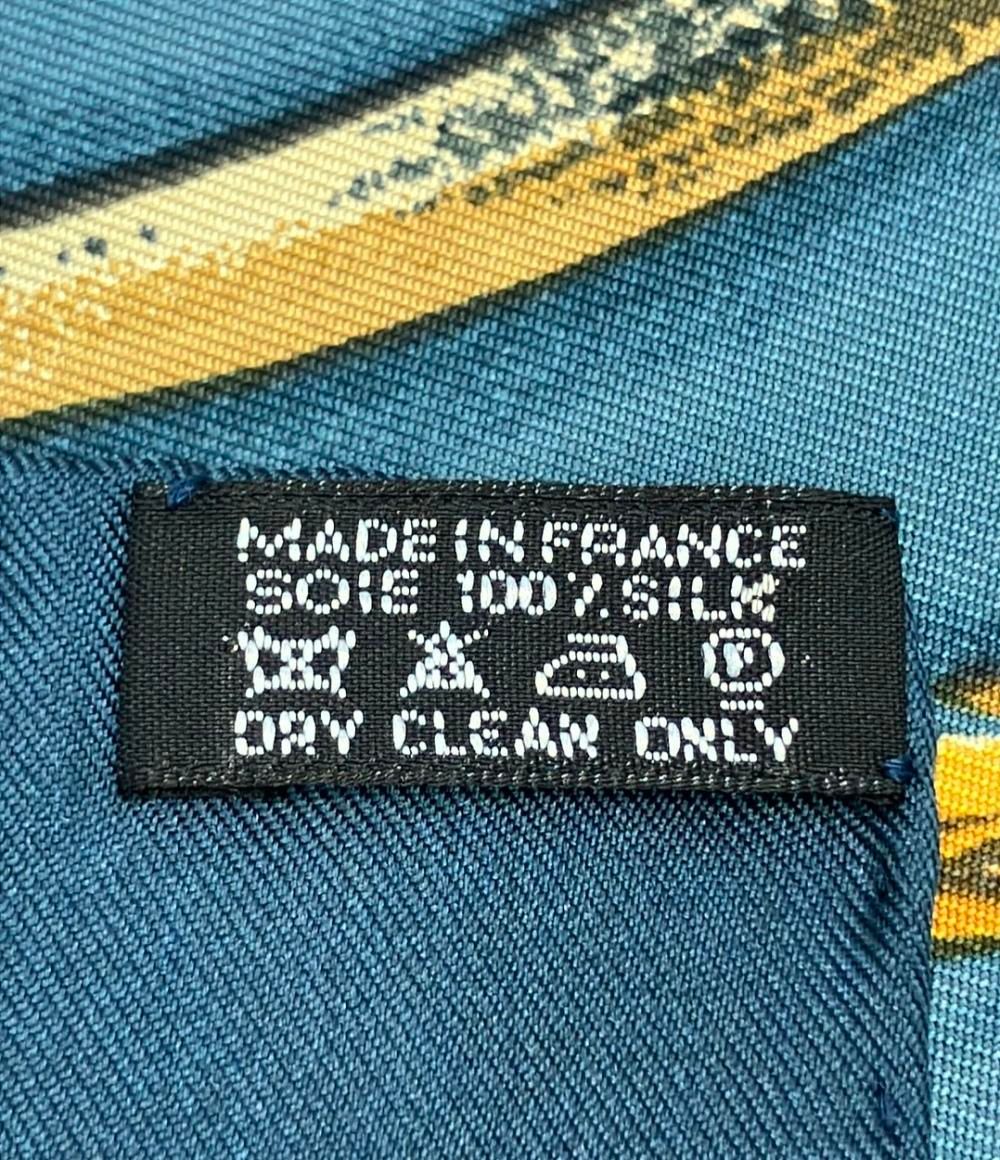 MADE IN FRANCE
SOIE 100% SILK
P
DRY CLEAN ONLY